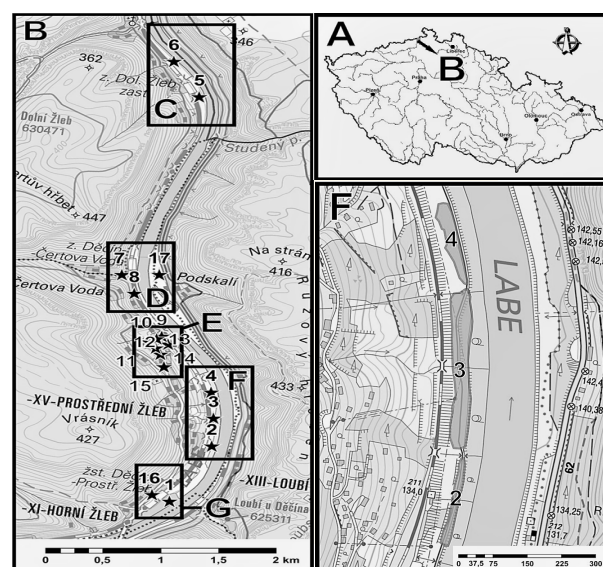 B
362
346
6
5
z. Dol. Žleb
zast.
C
Dolní Žleb
630471
Studený p.
447
z. Děčín-
Čertova Voda
7
17
8
Podskalí
Čertova Voda
D
Na strán
416
10
9
E
12
13
11
14
15
F
4
433
3
-XV-PROSTŘEDNÍ ŽLEB
Vrásník
427
2
žst. Děč
-Prostř. Žleb
16
1
-XIII-LOUBÍ
Loubí u Děčína
625311
-XI-HORNÍ ŽLEB
G
0 0,5 1 1,5 2 km
A
Liberec
B
Praha
Plzeň
Olomouc
Ostrava
Brno
F
4
LABE
142,55
142,16
142,
3
142,4
140,38
211
134,0
2
62
134,25
212
131,7
R
0 37,5 75 150 225 300